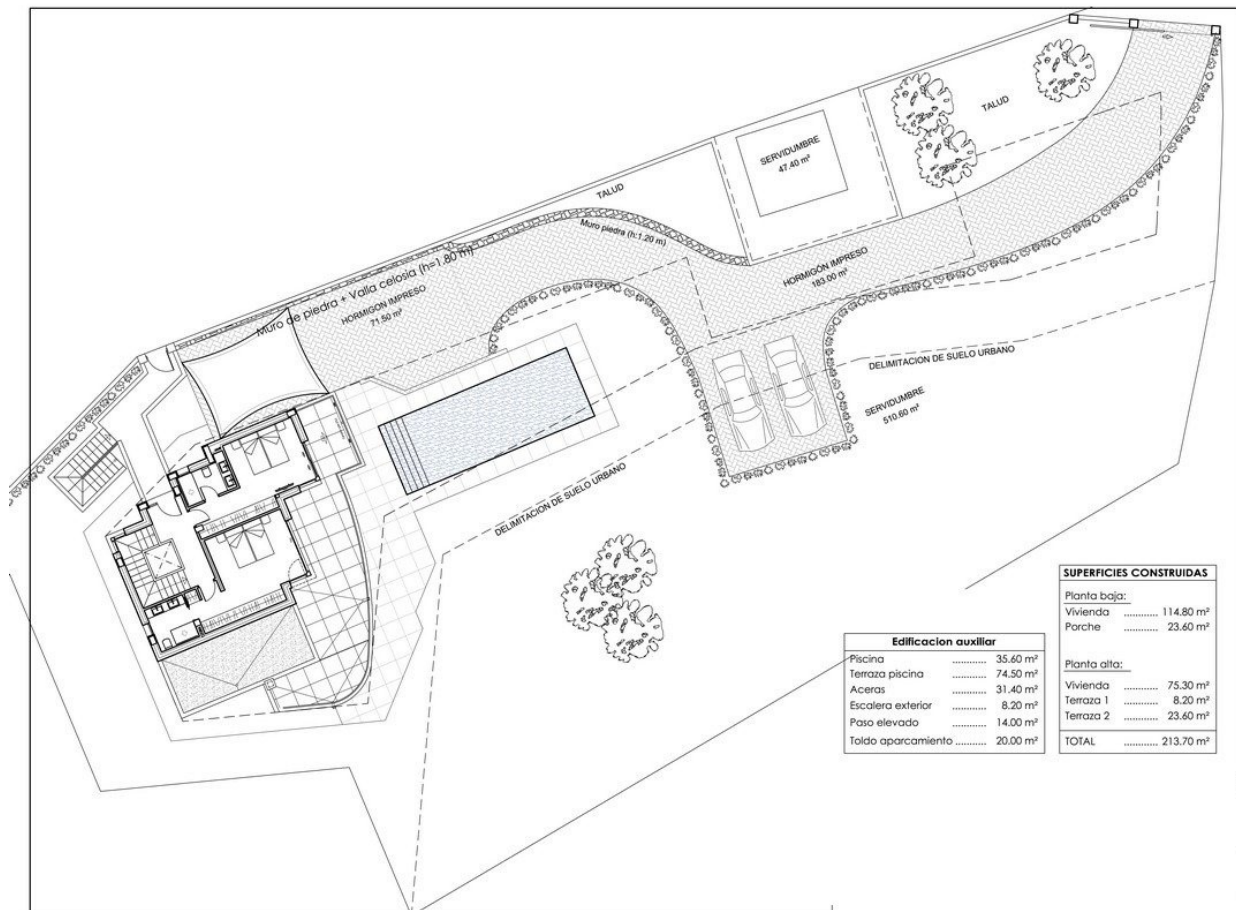 TALUD
SERVIDUMBRE
47.40 m²
TALUD
Muro piedra (h:1.20 m)
HORMIGÓN IMPRESO
183.00 m²
Muro de piedra + Valla celosia (h=1.80 m)
HORMIGON IMPRESO
71.50 m²
DELIMITACION DE SUELO URBANO
SERVIDUMBRE
510.60 m²
DELIMITACION DE SUELO URBANO
Edificacion auxiliar
Piscina ............ 35.60 m²
Terraza piscina ............ 74.50 m²
Aceras ............ 31.40 m²
Escalera exterior ............ 8.20 m²
Paso elevado ............ 14.00 m²
Toldo aparcamiento ............ 20.00 m²
SUPERFICIES CONSTRUIDAS
Planta baja:
Vivienda ............ 114.80 m²
Porche ............ 23.60 m²
Planta alta:
Vivienda ............ 75.30 m²
Terraza 1 ............ 8.20 m²
Terraza 2 ............ 23.60 m²
TOTAL ............ 213.70 m²